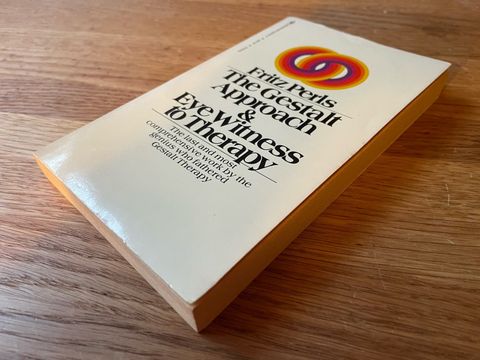 Fritz Perls
The Gestalt
Approach
&
Eye Witness
to Therapy
The last and most
comprehensive work by the
genius who fathered
Gestalt Therapy